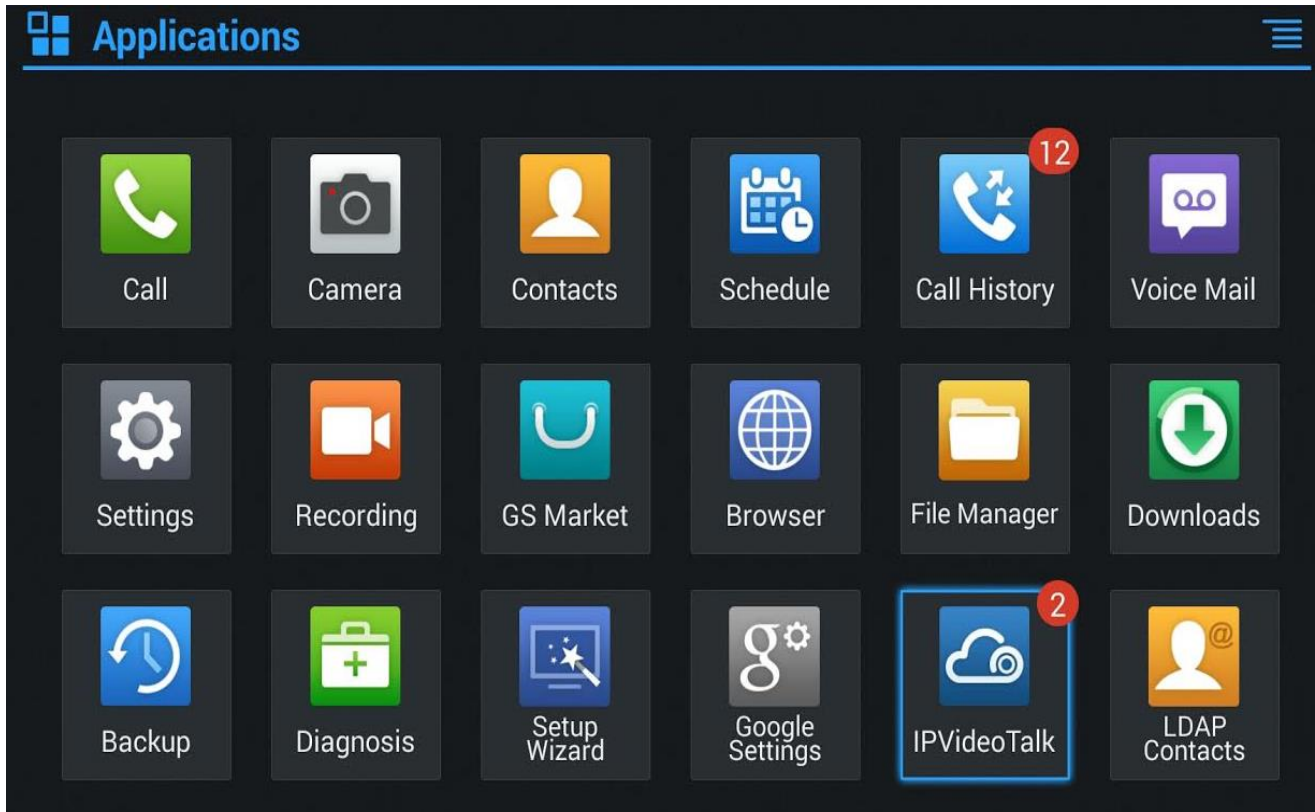 Applications
12
Call
Camera
Contacts
Schedule
Call History
Voice Mail
Settings
Recording
GS Market
Browser
File Manager
Downloads
2
Backup
Diagnosis
Setup
Wizard
g
Google
Settings
IPVideoTalk
@
LDAP
Contacts